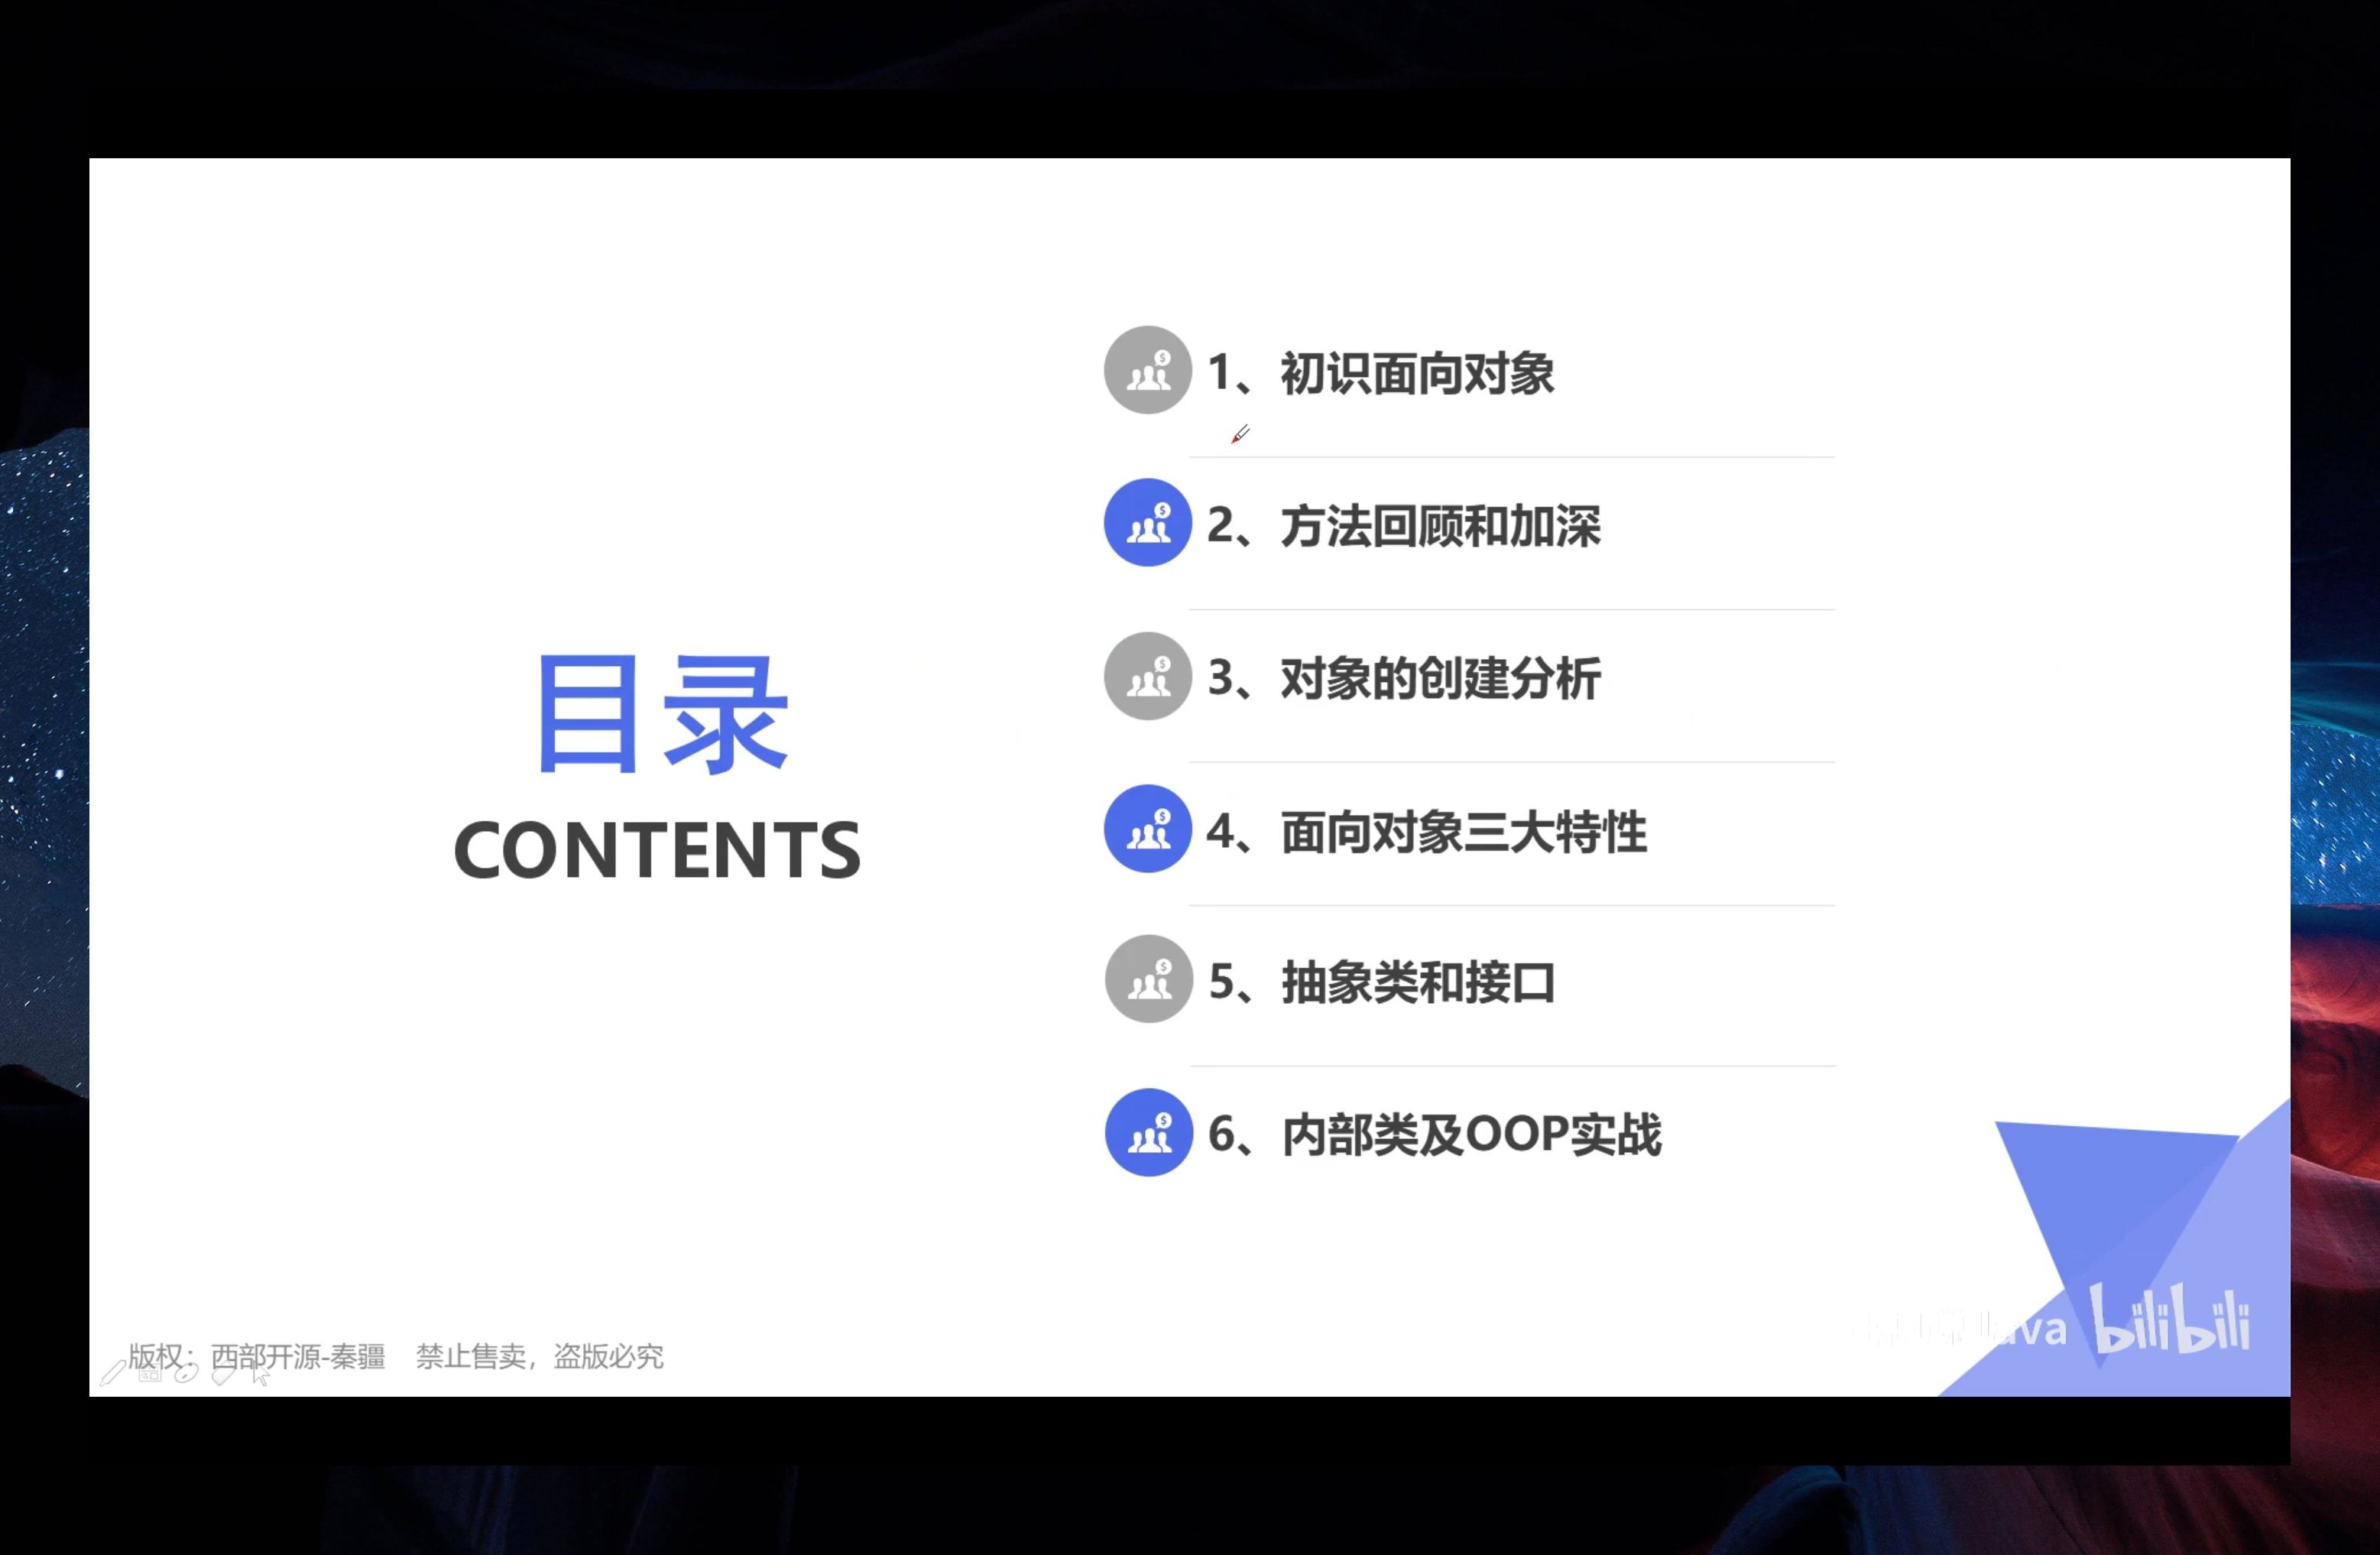 目录
CONTENTS
1、初识面向对象
2、方法回顾和加深
3、对象的创建分析
4、面向对象三大特性
5、抽象类和接口
6、内部类及OOP实战
版权：西部开源-秦疆 禁止售卖，盗版必究
bilibili